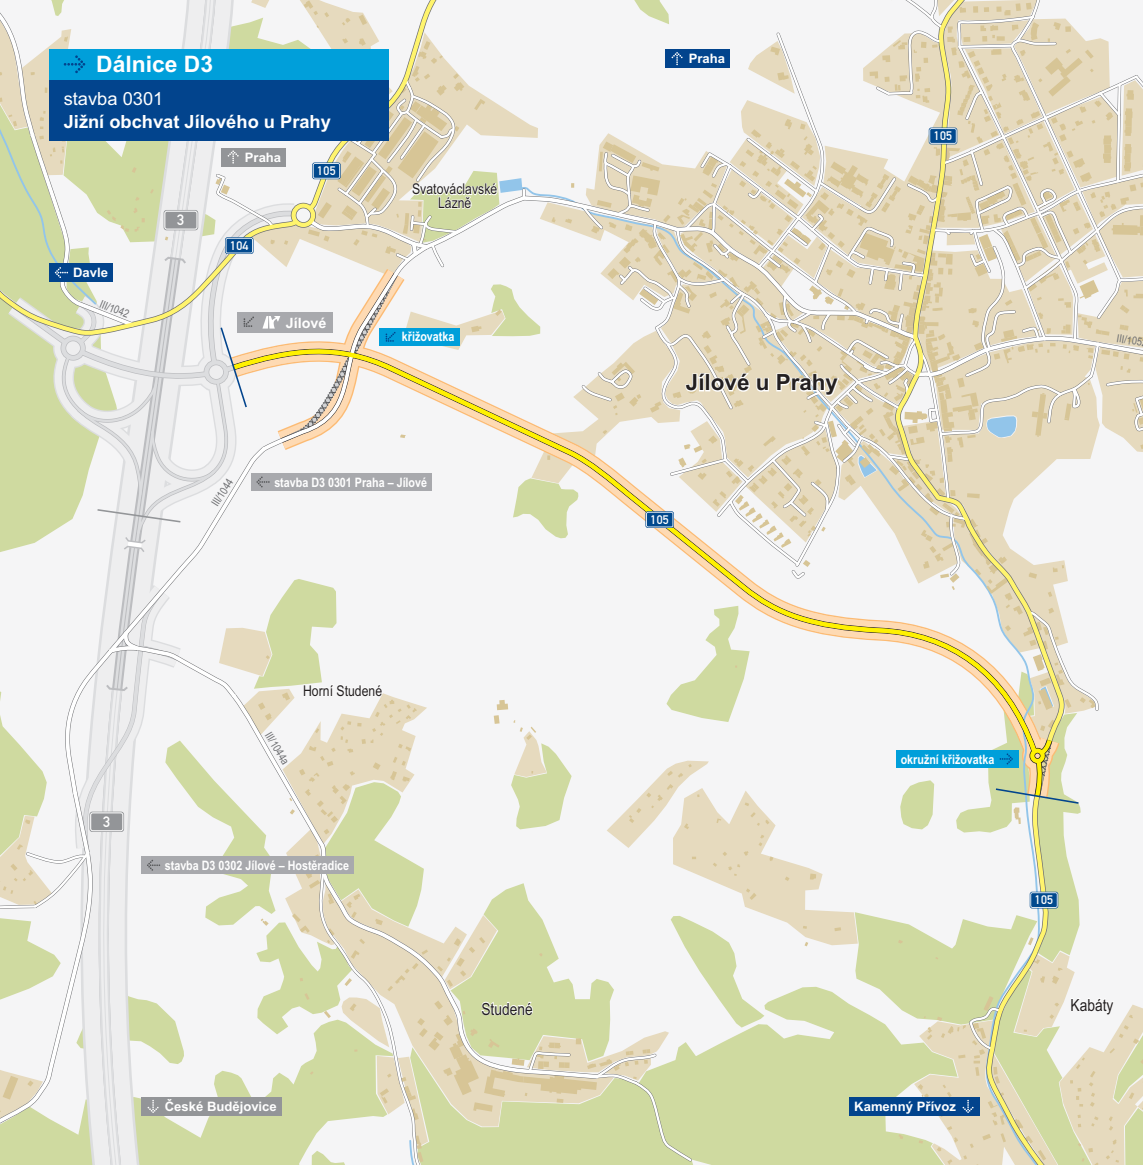 Dálnice D3
stavba 0301
Jižní obchvat Jílového u Prahy
Praha
Praha
105
105
Svatováclavské
Lázně
3
104
Davle
III/1042
Jílové
křižovatka
III/1052
Jílové u Prahy
stavba D3 0301 Praha – Jílové
III/1044
105
Horní Studené
III/1044a
okružní křižovatka
3
stavba D3 0302 Jílové – Hostěradice
105
Studené
Kabáty
České Budějovice
Kamenný Přívoz